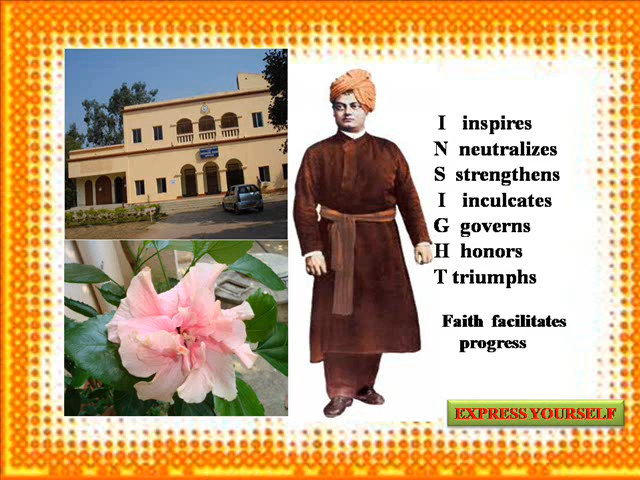 I inspires
N neutralizes
S strengthens
I inculcates
G governs
H honors
T triumphs
Faith facilitates
progress
EXPRESS YOURSELF